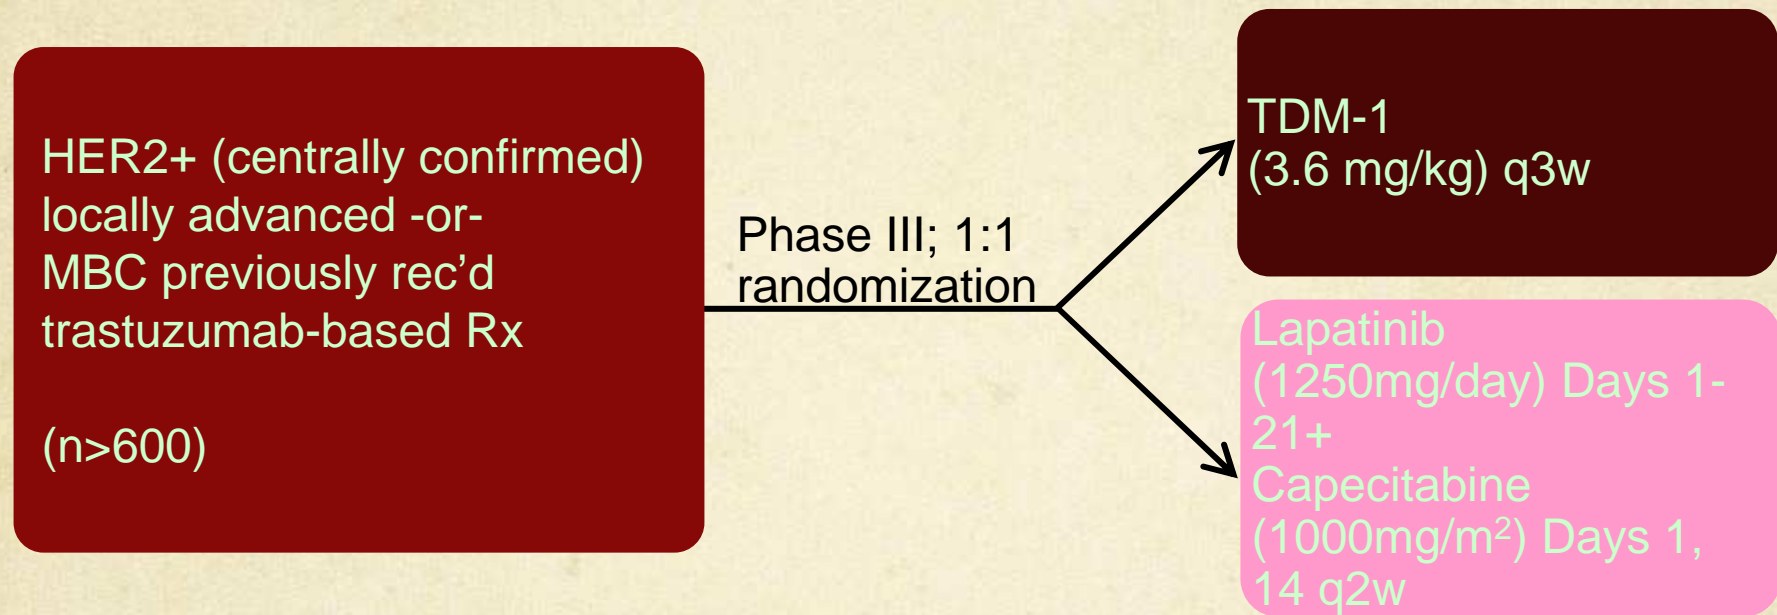 HER2+ (centrally confirmed)
locally advanced -or-
MBC previously rec’d
trastuzumab-based Rx
(n>600)
Phase III; 1:1
randomization
TDM-1
(3.6 mg/kg) q3w
Lapatinib
(1250mg/day) Days 1-
21+
Capecitabine
(1000mg/m²) Days 1,
14 q2w